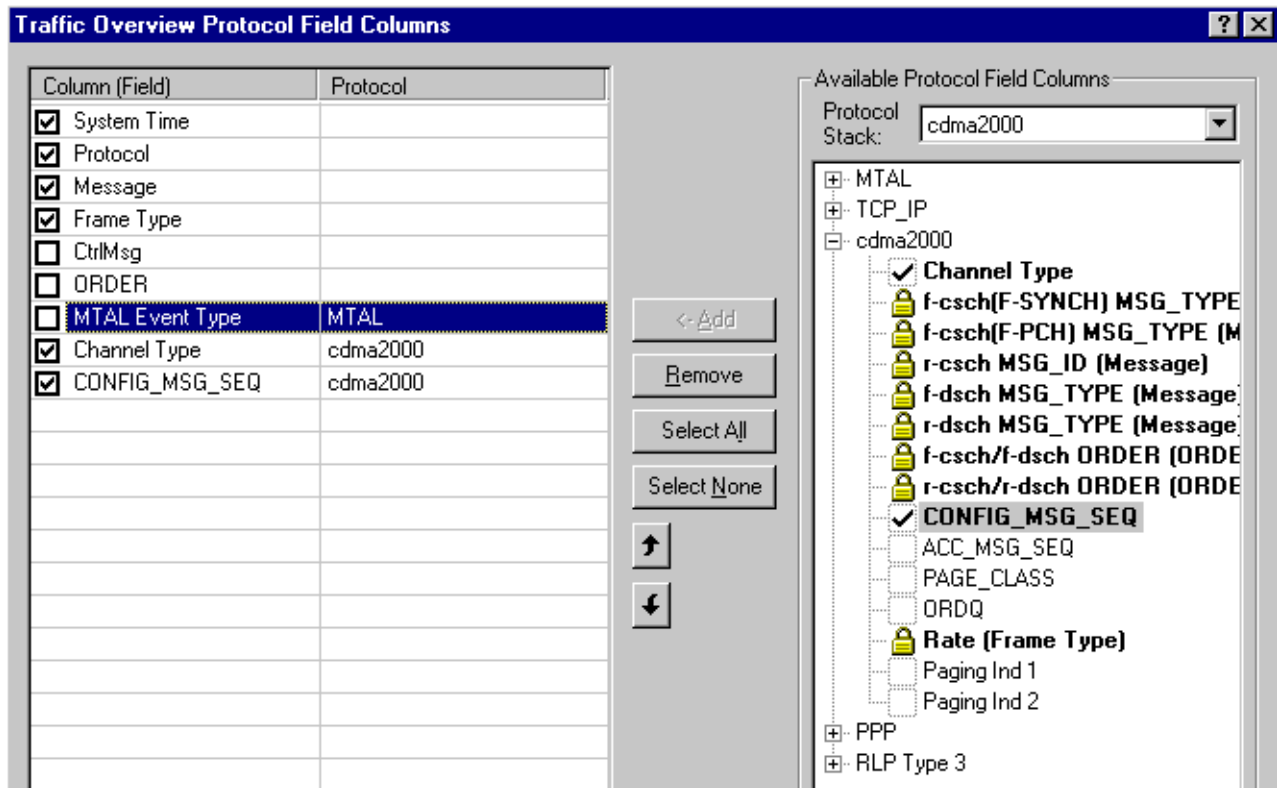 Traffic Overview Protocol Field Columns
Column (Field) Protocol
System Time
Protocol
Message
Frame Type
CtrlMsg
ORDER
MTAL Event Type MTAL
Channel Type cdma2000
CONFIG_MSG_SEQ cdma2000
<- Add
Remove
Select All
Select None
Available Protocol Field Columns
Protocol
Stack:
cdma2000
MTAL
TCP_IP
cdma2000
Channel Type
f-csch(F-SYNCH) MSG_TYPE
f-csch(F-PCH) MSG_TYPE (M
r-csch MSG_ID (Message)
f-dsch MSG_TYPE (Message)
r-dsch MSG_TYPE (Message)
f-csch/f-dsch ORDER (ORDE
r-csch/r-dsch ORDER (ORDE
CONFIG_MSG_SEQ
ACC_MSG_SEQ
PAGE_CLASS
ORDQ
Rate (Frame Type)
Paging Ind 1
Paging Ind 2
PPP
RLP Type 3